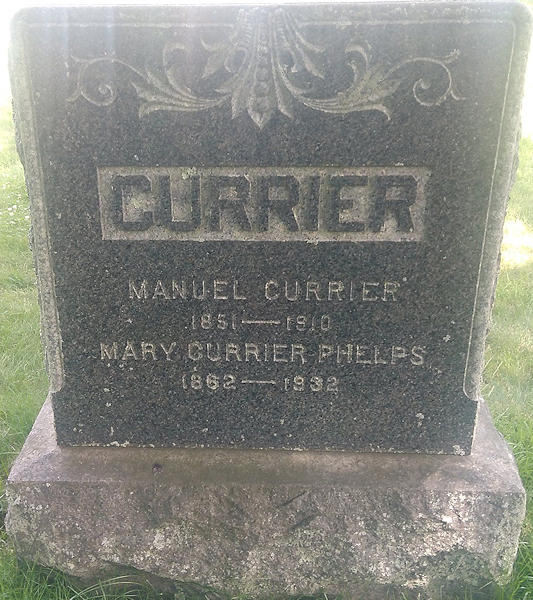 CURRIER
MANUEL CURRIER
1851—1910
MARY CURRIER PHELPS
1862—1932